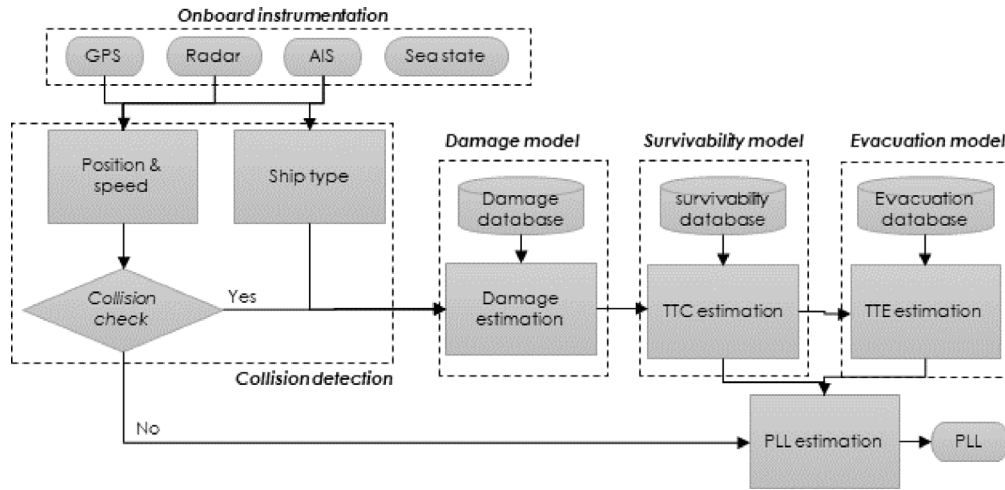 Onboard instrumentation
GPS
Radar
AIS
Sea state
Position &
speed
Ship type
Collision
check
Yes
No
Collision detection
Damage model
Damage
database
Damage
estimation
Survivability model
survivability
database
TTC estimation
Evacuation model
Evacuation
database
TTE estimation
PLL estimation
PLL